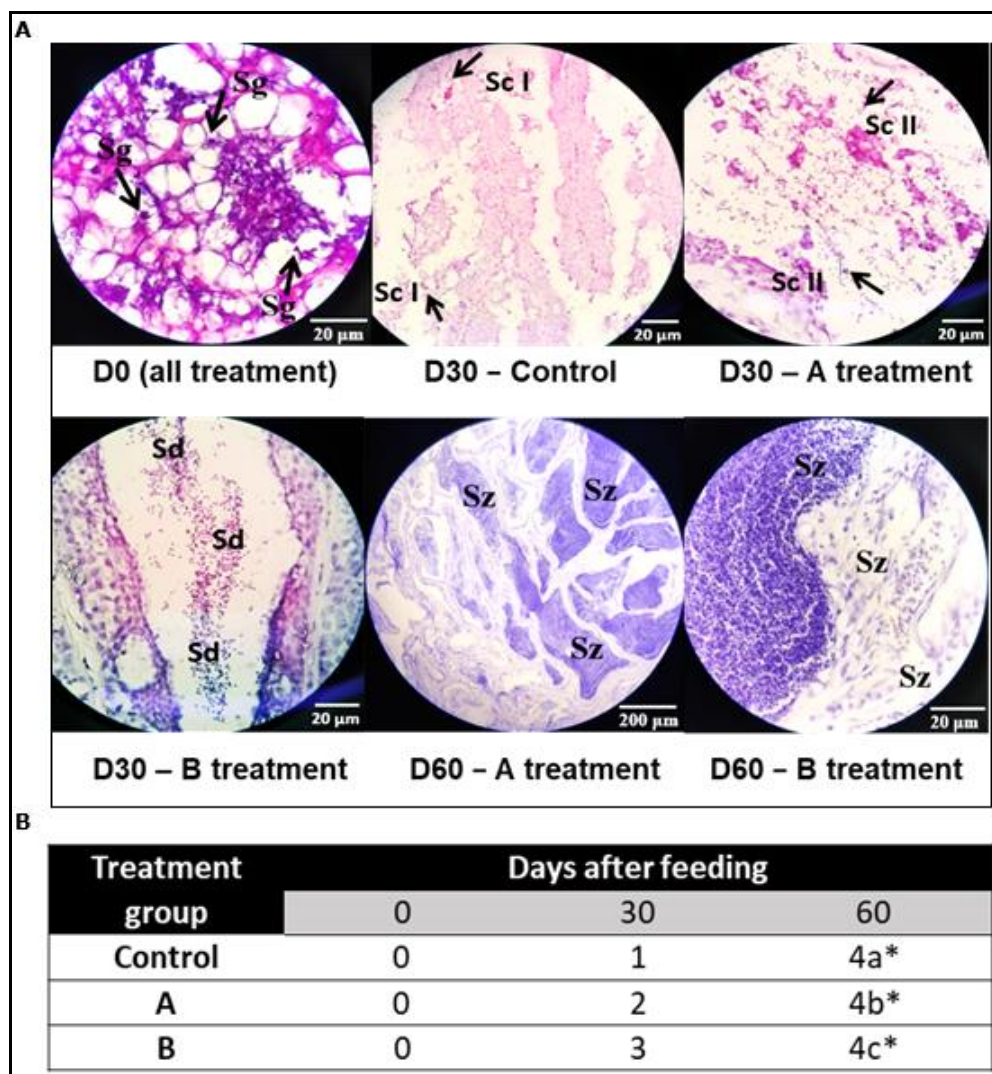 A
Sg
Sg
Sg
20 μm
Sc I
Sc I
20 μm
Sc II
Sc II
20 μm
D0 (all treatment)
D30 – Control
D30 – A treatment
Sd
Sd
Sd
20 μm
Sz
Sz
Sz
200 μm
Sz
Sz
Sz
20 μm
D30 – B treatment
D60 – A treatment
D60 – B treatment
B
Treatment group
Days after feeding
0 30 60
Control 0 1 4a*
A 0 2 4b*
B 0 3 4c*